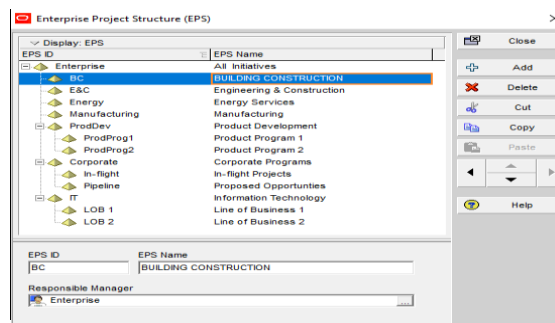 Enterprise Project Structure (EPS)
Display: EPS
EPS ID EPS Name
Enterprise All Initiatives
BC BUILDING CONSTRUCTION
E&C Engineering & Construction
Energy Energy Services
Manufacturing Manufacturing
ProdDev Product Development
ProdProg1 Product Program 1
ProdProg2 Product Program 2
Corporate Corporate Programs
In-flight In-flight Projects
Pipeline Proposed Opportunties
IT Information Technology
LOB 1 Line of Business 1
LOB 2 Line of Business 2
EPS ID EPS Name
BC BUILDING CONSTRUCTION
Responsible Manager
Enterprise ...
Close
Add
Delete
Cut
Copy
Paste
Help